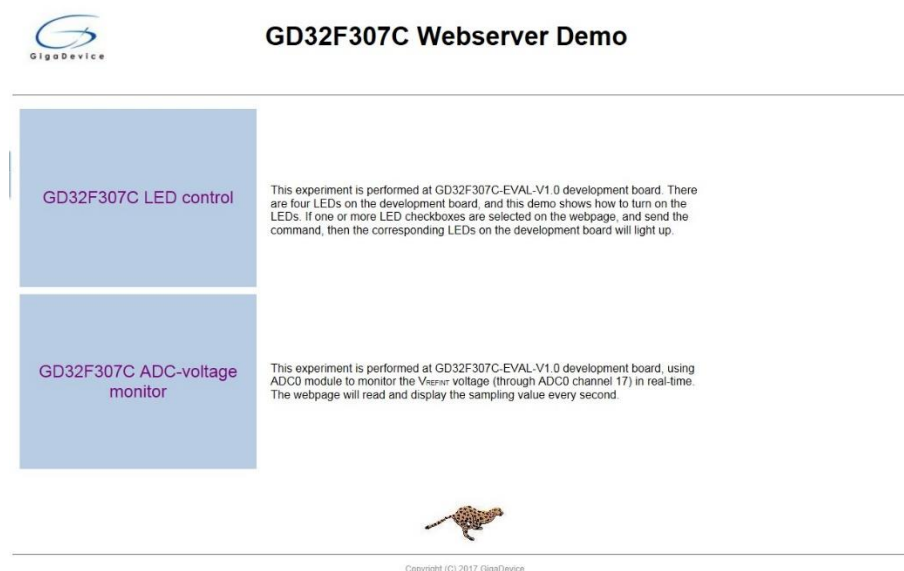 GigaDevice
GD32F307C Webserver Demo
GD32F307C LED control
This experiment is performed at GD32F307C-EVAL-V1.0 development board. There
are four LEDs on the development board, and this demo shows how to turn on the
LEDs. If one or more LED checkboxes are selected on the webpage, and send the
command, then the corresponding LEDs on the development board will light up.
GD32F307C ADC-voltage
monitor
This experiment is performed at GD32F307C-EVAL-V1.0 development board, using
ADC0 module to monitor the VREFINT voltage (through ADC0 channel 17) in real-time.
The webpage will read and display the sampling value every second.
Copyright (C) 2017 GigaDevice